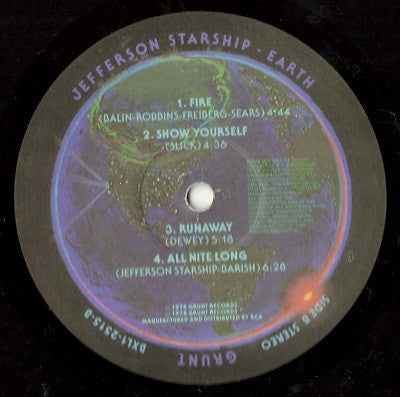 JEFFERSON STARSHIP · EARTH
1. FIRE
(BALIN-ROBBINS-FREIBERG-SEARS) 4:44
2. SHOW YOURSELF
(SLICK) 4:36
3. RUNAWAY
(DEWEY) 5:18
4. ALL NITE LONG
(JEFFERSON STARSHIP-BARISH) 6:28
1978 GRUNT RECORDS
1978 GRUNT RECORDS
MANUFACTURED AND DISTRIBUTED BY RCA
BXL1-2515-B
GRUNT
SIDE B STEREO